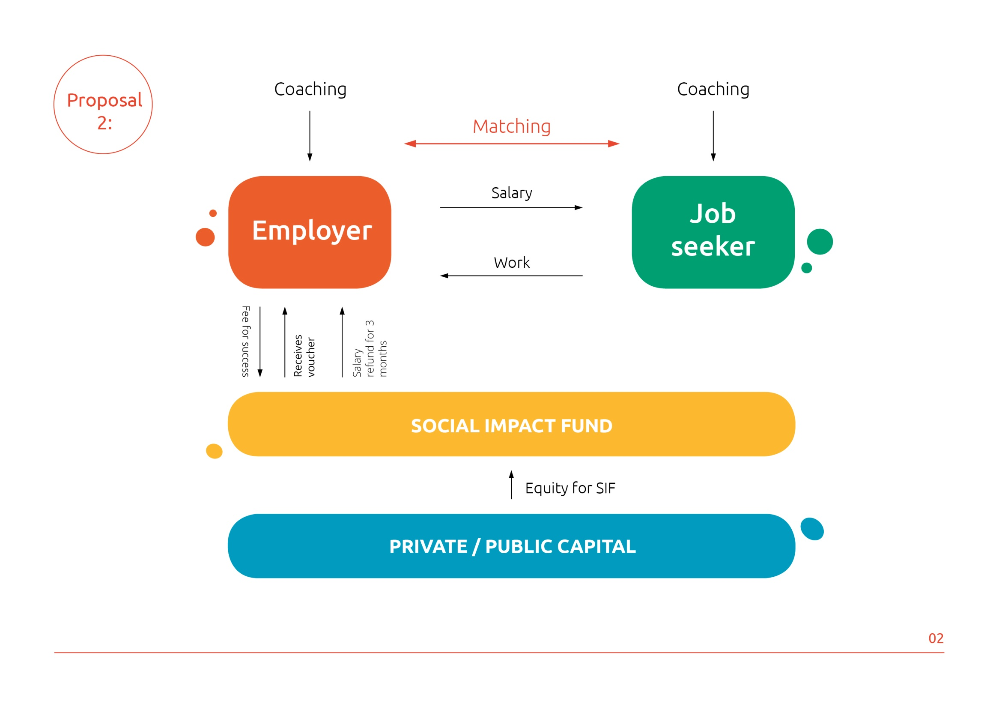 Proposal
2:
Coaching
Coaching
Matching
Employer
Salary
Work
Job
seeker
Fee for success
Receives
voucher
Salary
refund for 3
months
SOCIAL IMPACT FUND
Equity for SIF
PRIVATE / PUBLIC CAPITAL
02